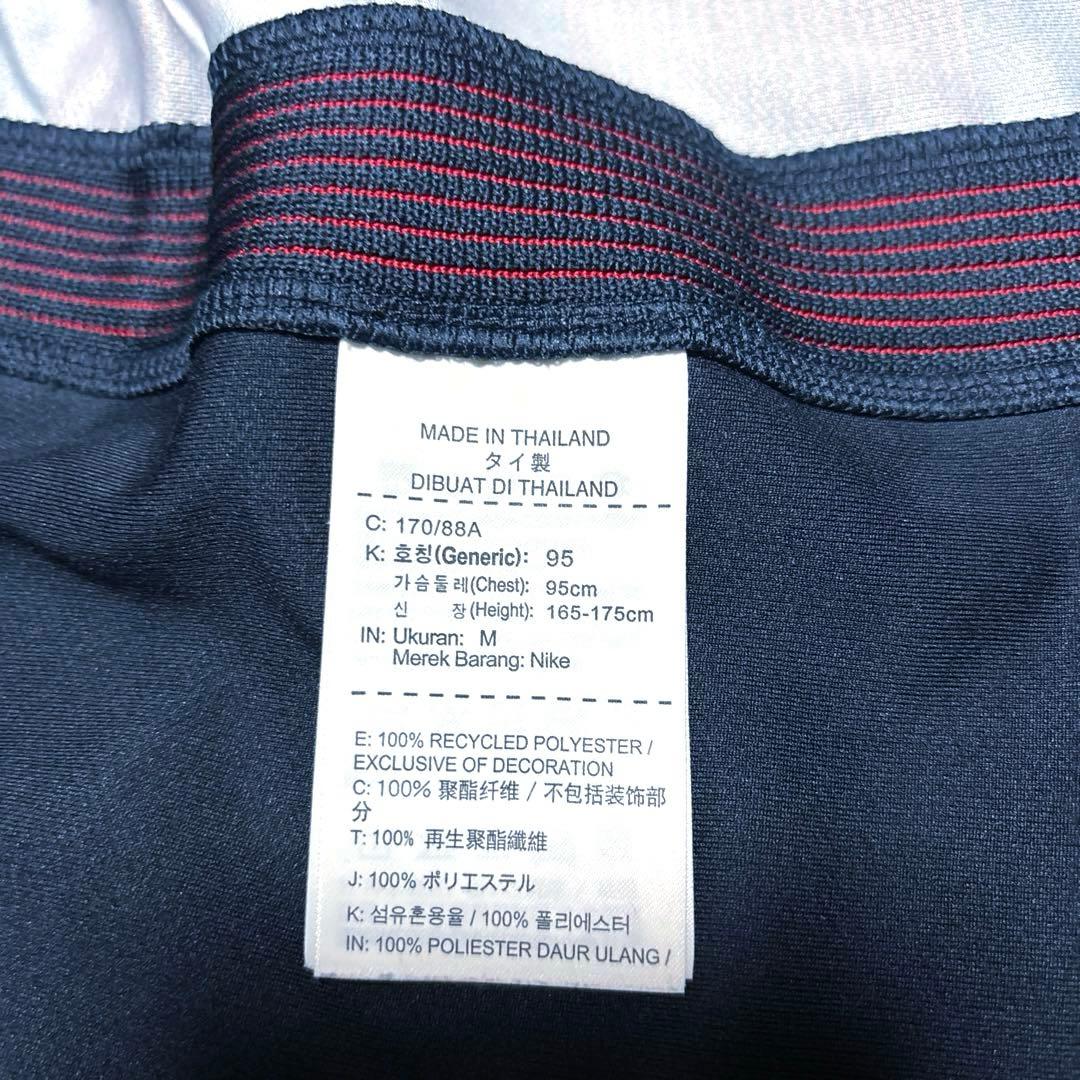 MADE IN THAILAND
タイ製
DIBUAT DI THAILAND
C: 170/88A
K: 호칭(Generic): 95
가슴둘레(Chest): 95cm
신 장(Height): 165-175cm
IN: Ukuran: M
Merek Barang: Nike
E: 100% RECYCLED POLYESTER /
EXCLUSIVE OF DECORATION
C: 100% 聚酯纤维 / 不包括装饰部
分
T: 100% 再生聚酯纖維
J: 100% ポリエステル
K: 섬유혼용율 / 100% 폴리에스터
IN: 100% POLIESTER DAUR ULANG /